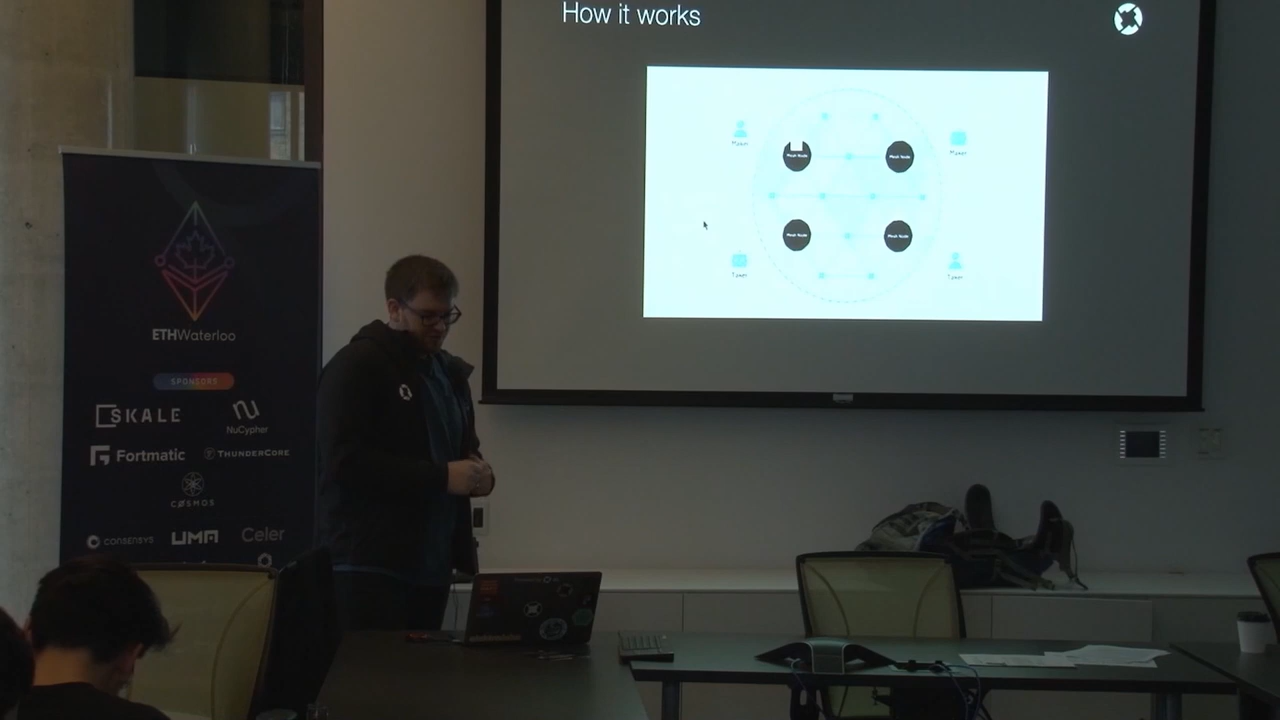 How it works
Maker
Mesh Node
Mesh Node
Maker
Mesh Node
Mesh Node
Taker
Taker
ETHWaterloo
SPONSORS
SKALE
NuCypher
Fortmatic
THUNDERCORE
COSMOS
CONSENSYS
UMA
Celer